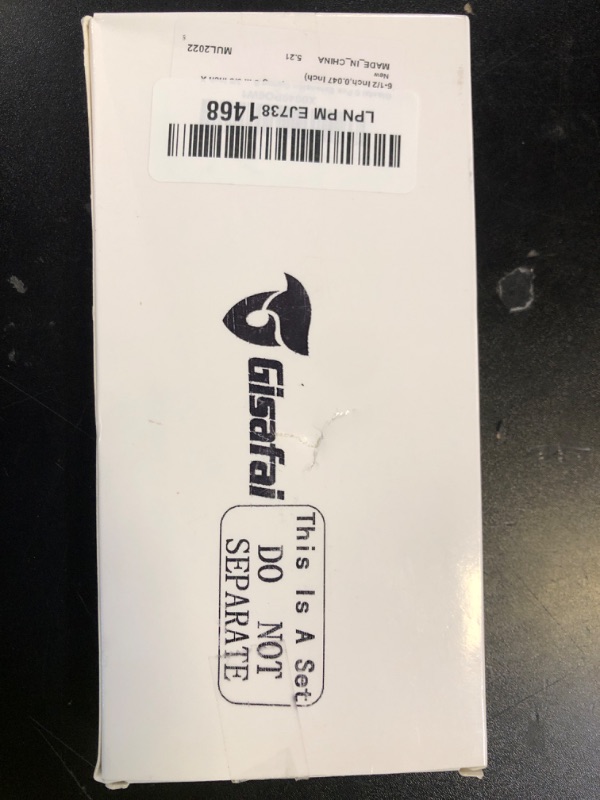 LPN PM EJ7381468
6-1/2 Inch,0.047 Inch)
New
MADE_IN_CHINA 5.21
MUL2022
Gisafai
This Is A Set
DO NOT
SEPARATE